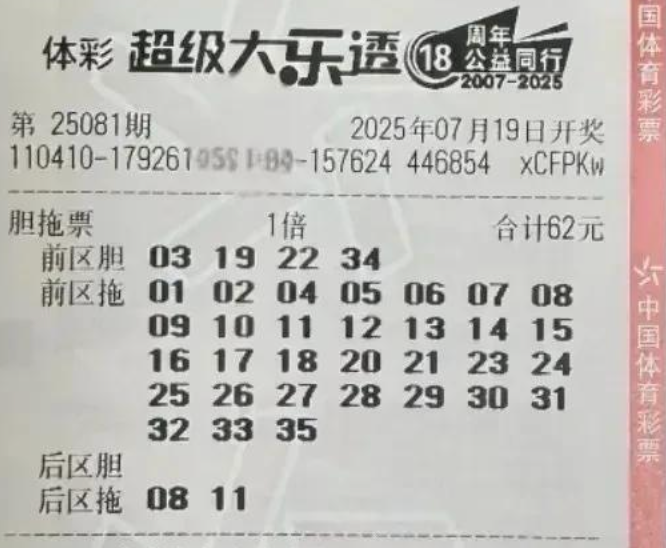 体彩 超级大乐透 18 周年
公益同行
2007-2025
第 25081期 2025年07月19日开奖
110410-179261 -157624 446854 xCFPKw
胆拖票 1倍 合计62元
前区胆 03 19 22 34
前区拖 01 02 04 05 06 07 08
09 10 11 12 13 14 15
16 17 18 20 21 23 24
25 26 27 28 29 30 31
32 33 35
后区胆
后区拖 08 11
国体育彩票
中国体育彩票